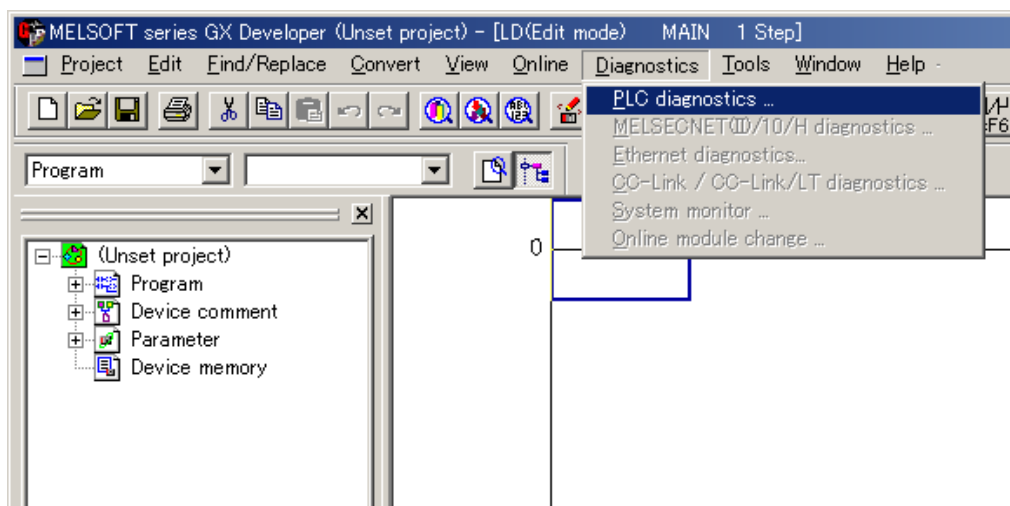 MELSOFT series GX Developer (Unset project) - [LD(Edit mode) MAIN 1 Step]
Project Edit Find/Replace Convert View Online Diagnostics Tools Window Help
PLC diagnostics ...
MELSECNET(II)/10/H diagnostics ...
Ethernet diagnostics...
CC-Link / CC-Link/LT diagnostics ...
System monitor ...
Online module change ...
F6
Program
(Unset project)
Program
Device comment
Parameter
Device memory
0